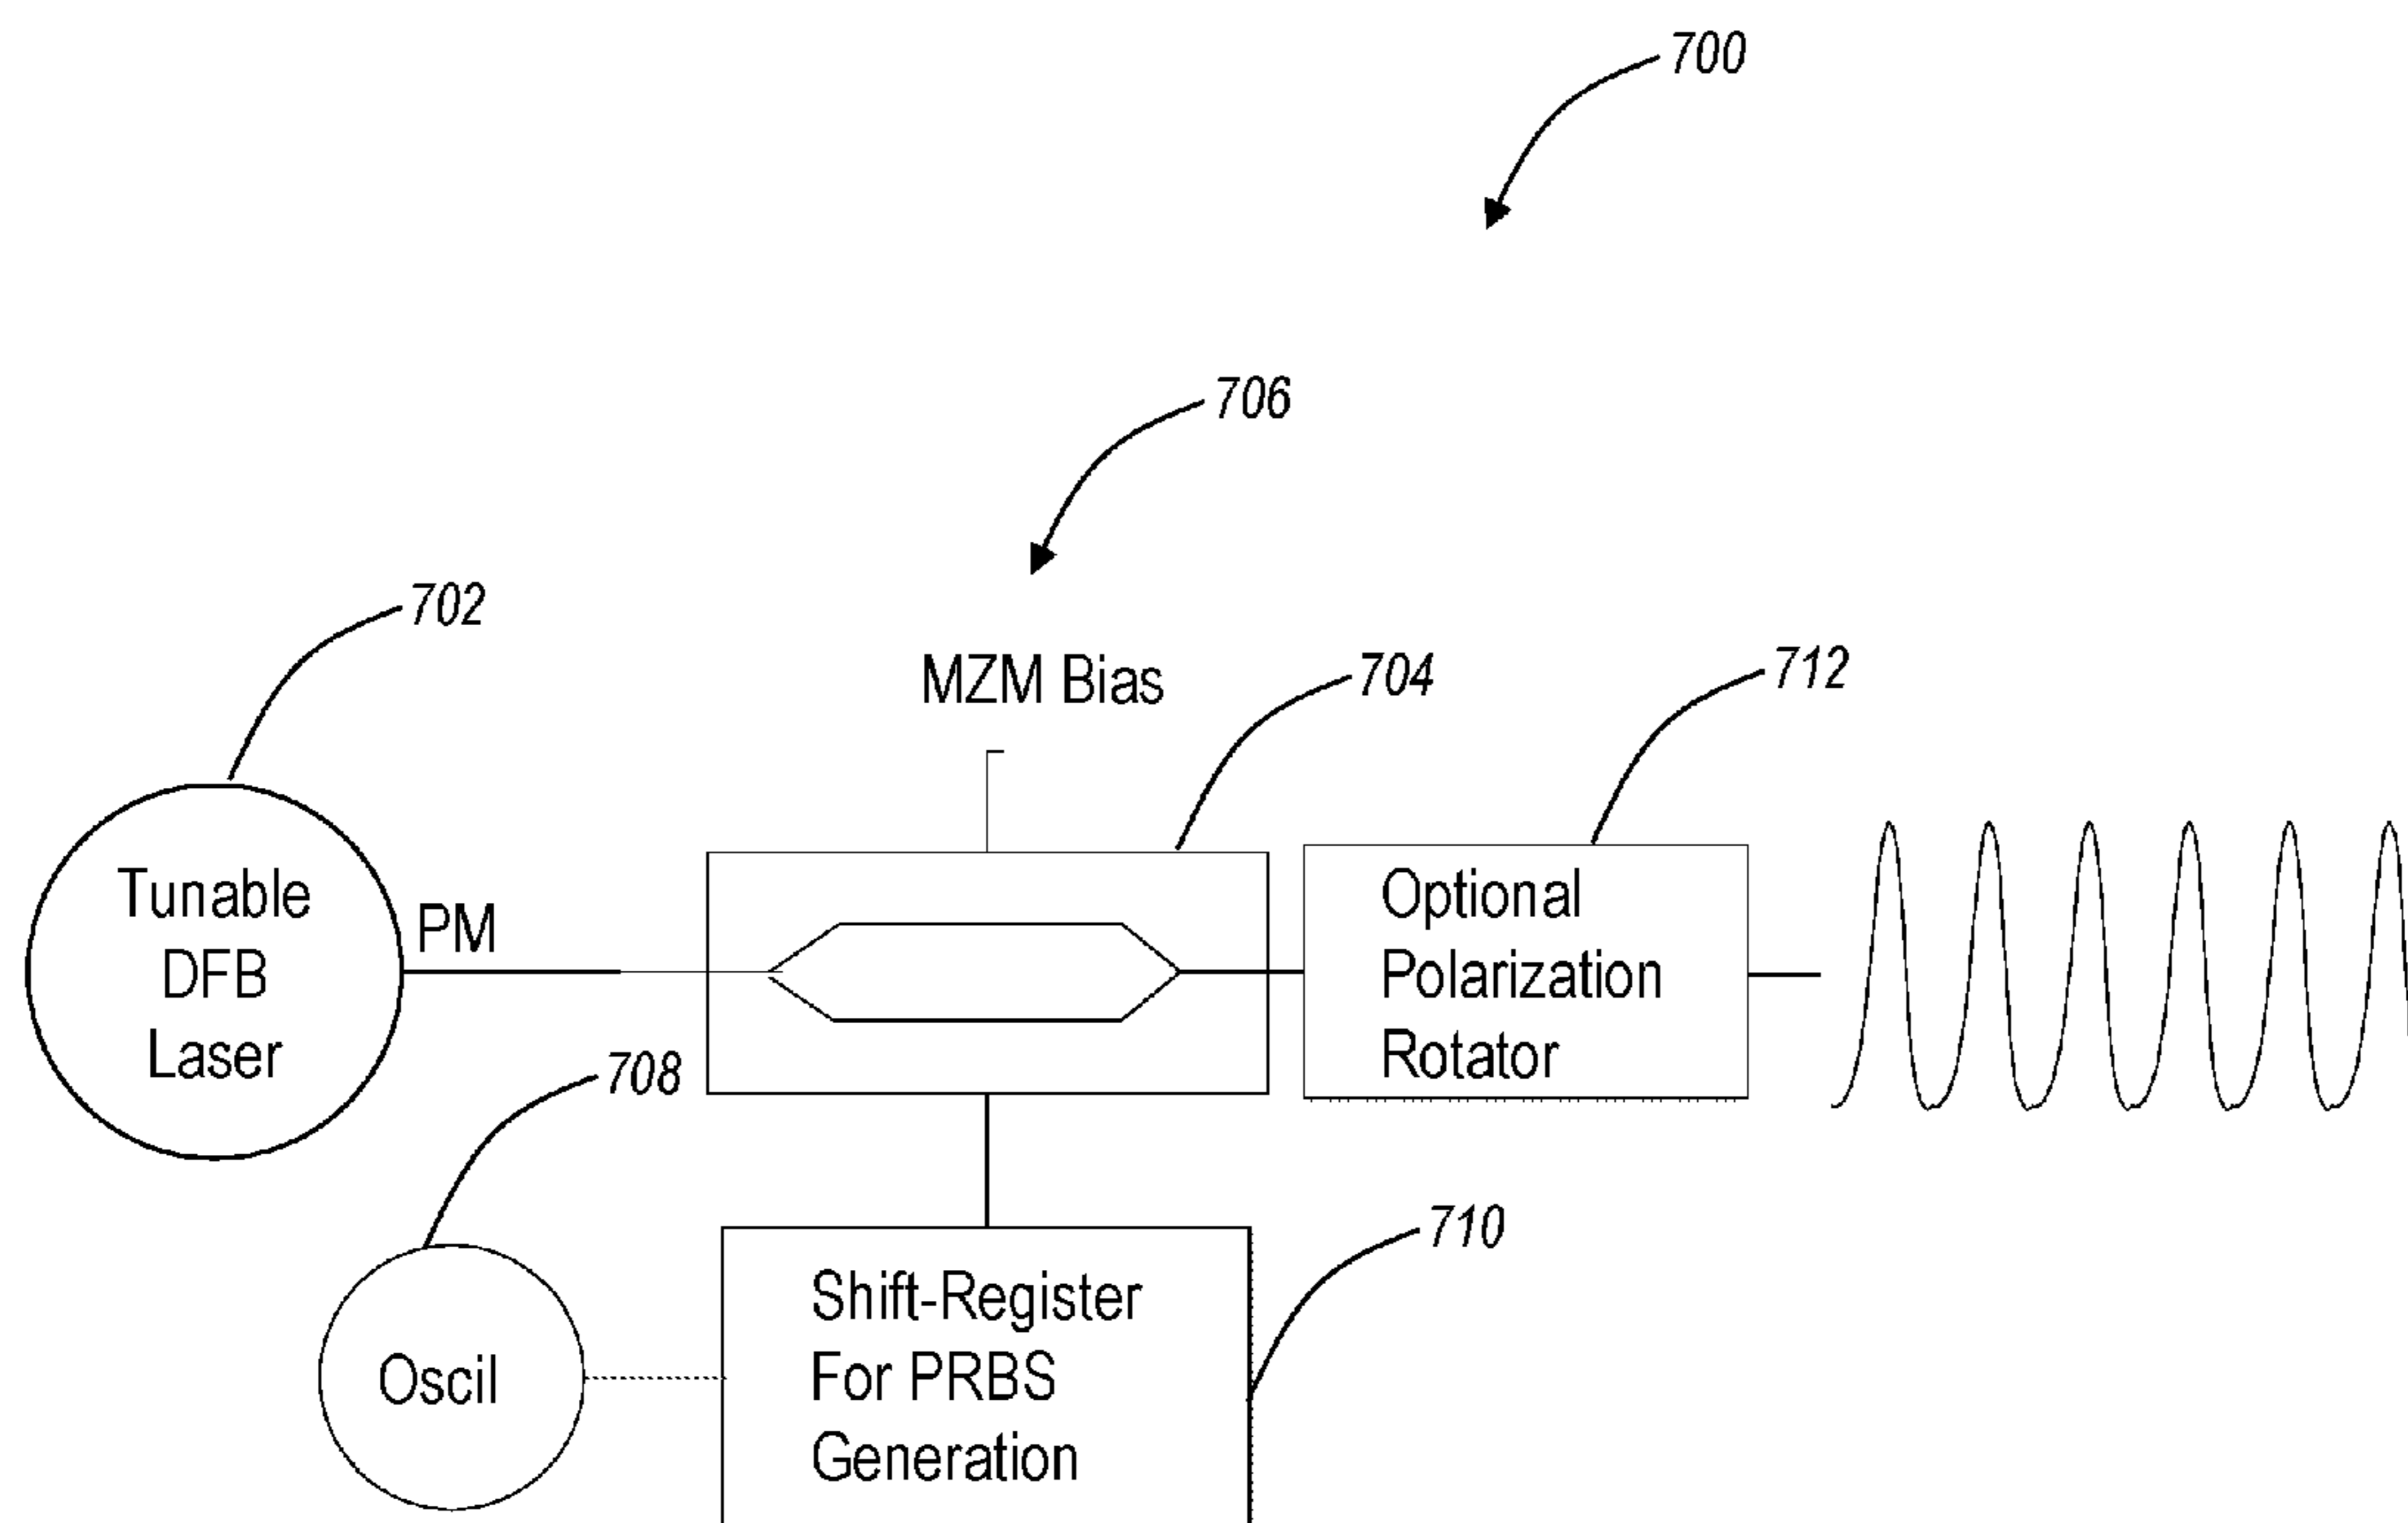 700
706
702
MZM Bias
704
712
Tunable
DFB
Laser
PM
Optional
Polarization
Rotator
708
710
Oscil
Shift-Register
For PRBS
Generation